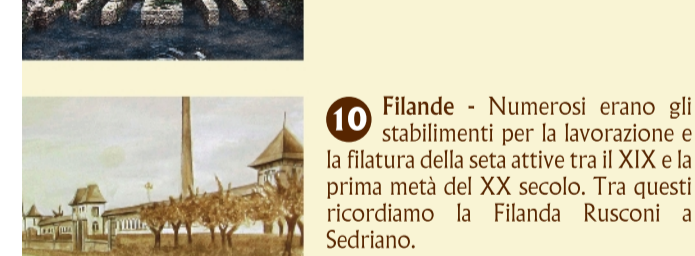 10 Filande - Numerosi erano gli
stabilimenti per la lavorazione e
la filatura della seta attive tra il XIX e la
prima metà del XX secolo. Tra questi
ricordiamo la Filanda Rusconi a
Sedriano.